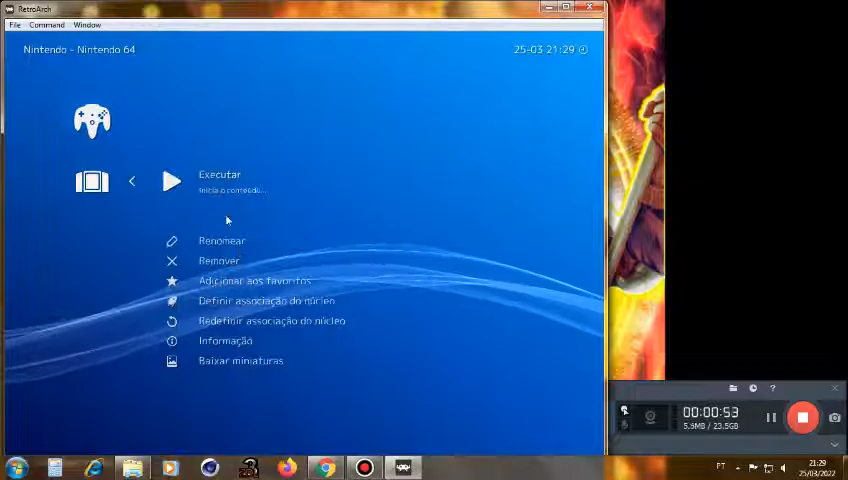 RetroArch
File Command Window
Nintendo - Nintendo 64
25-03 21:29
Executar
Inicia o conteúdo...
Renomear
Remover
Adicionar aos favoritos
Definir associação do núcleo
Redefinir associação do núcleo
Informação
Baixar miniaturas
?
00:00:53
5.9MB / 23.5GB
PT
21:29
25/03/2022